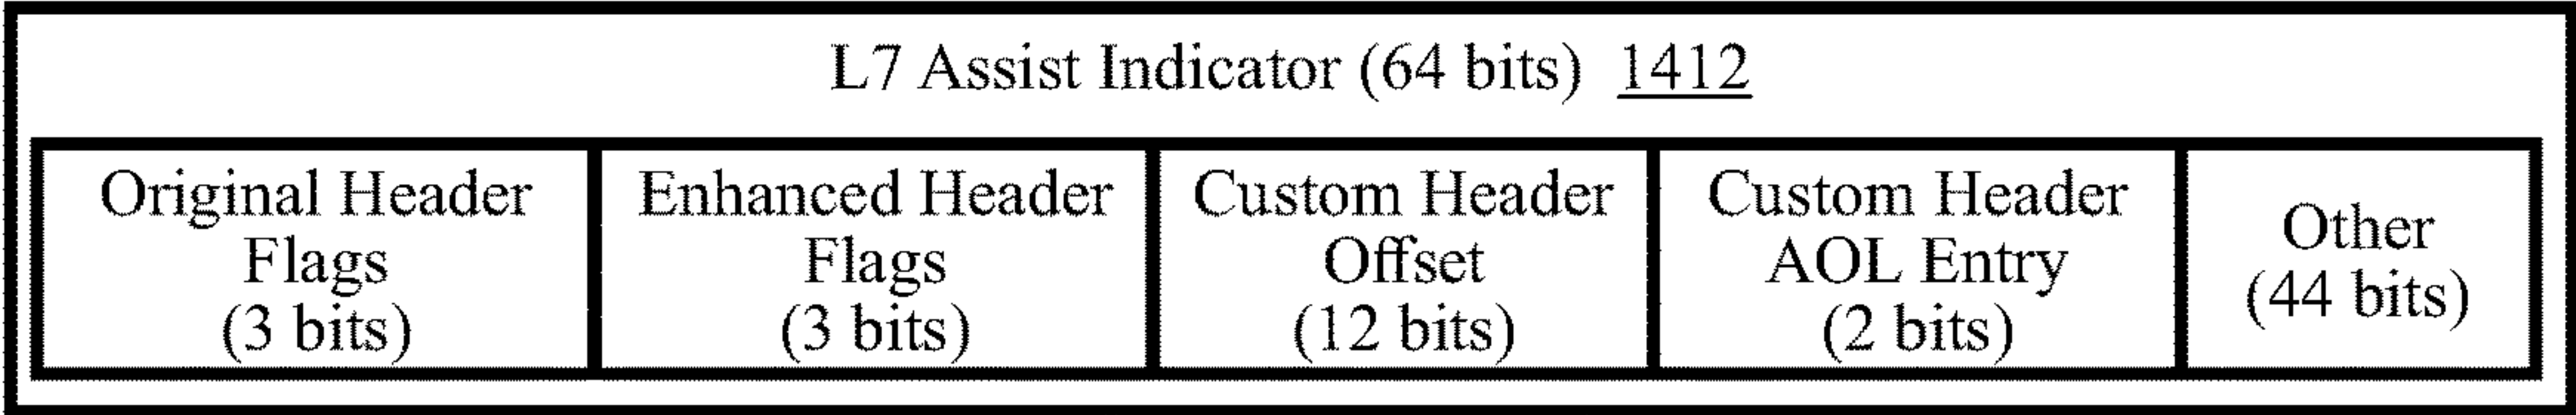 L7 Assist Indicator (64 bits) 1412
Original Header
Flags
(3 bits)
Enhanced Header
Flags
(3 bits)
Custom Header
Offset
(12 bits)
Custom Header
AOL Entry
(2 bits)
Other
(44 bits)